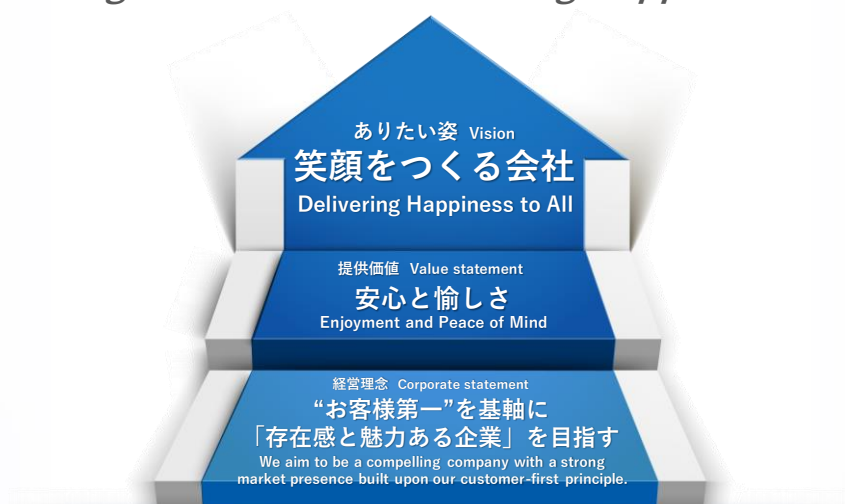 ありたい姿 Vision
笑顔をつくる会社
Delivering Happiness to All
提供価値 Value statement
安心と愉しさ
Enjoyment and Peace of Mind
経営理念 Corporate statement
“お客様第一”を基軸に
「存在感と魅力ある企業」を目指す
We aim to be a compelling company with a strong
market presence built upon our customer-first principle.